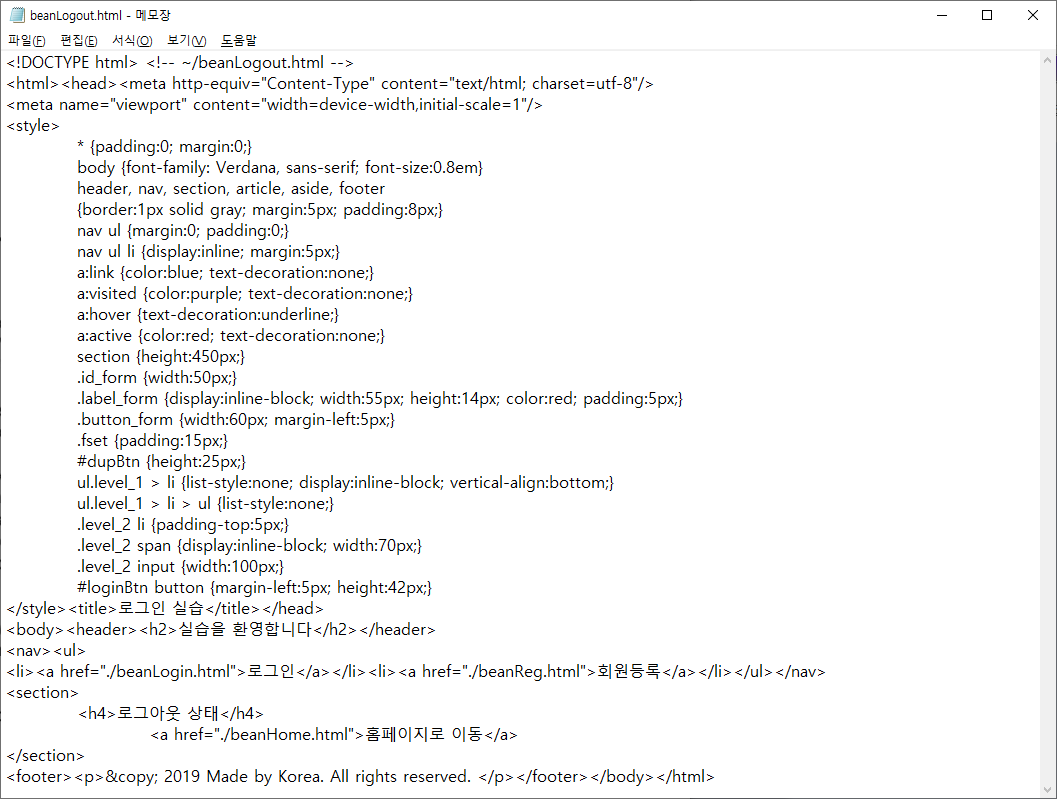 beanLogout.html - 메모장
파일(F) 편집(E) 서식(O) 보기(V) 도움말
<!DOCTYPE html> <!-- ~/beanLogout.html -->
<html><head><meta http-equiv="Content-Type" content="text/html; charset=utf-8"/>
<meta name="viewport" content="width=device-width,initial-scale=1"/>
<style>
* {padding:0; margin:0;}
body {font-family: Verdana, sans-serif; font-size:0.8em}
header, nav, section, article, aside, footer
{border:1px solid gray; margin:5px; padding:8px;}
nav ul {margin:0; padding:0;}
nav ul li {display:inline; margin:5px;}
a:link {color:blue; text-decoration:none;}
a:visited {color:purple; text-decoration:none;}
a:hover {text-decoration:underline;}
a:active {color:red; text-decoration:none;}
section {height:450px;}
.id_form {width:50px;}
.label_form {display:inline-block; width:55px; height:14px; color:red; padding:5px;}
.button_form {width:60px; margin-left:5px;}
.fset {padding:15px;}
#dupBtn {height:25px;}
ul.level_1 > li {list-style:none; display:inline-block; vertical-align:bottom;}
ul.level_1 > li > ul {list-style:none;}
.level_2 li {padding-top:5px;}
.level_2 span {display:inline-block; width:70px;}
.level_2 input {width:100px;}
#loginBtn button {margin-left:5px; height:42px;}
</style><title>로그인 실습</title></head>
<body><header><h2>실습을 환영합니다</h2></header>
<nav><ul>
<li><a href="./beanLogin.html">로그인</a></li><li><a href="./beanReg.html">회원등록</a></li></ul></nav>
<section>
<h4>로그아웃 상태</h4>
<a href="./beanHome.html">홈페이지로 이동</a>
</section>
<footer><p>&copy; 2019 Made by Korea. All rights reserved. </p></footer></body></html>